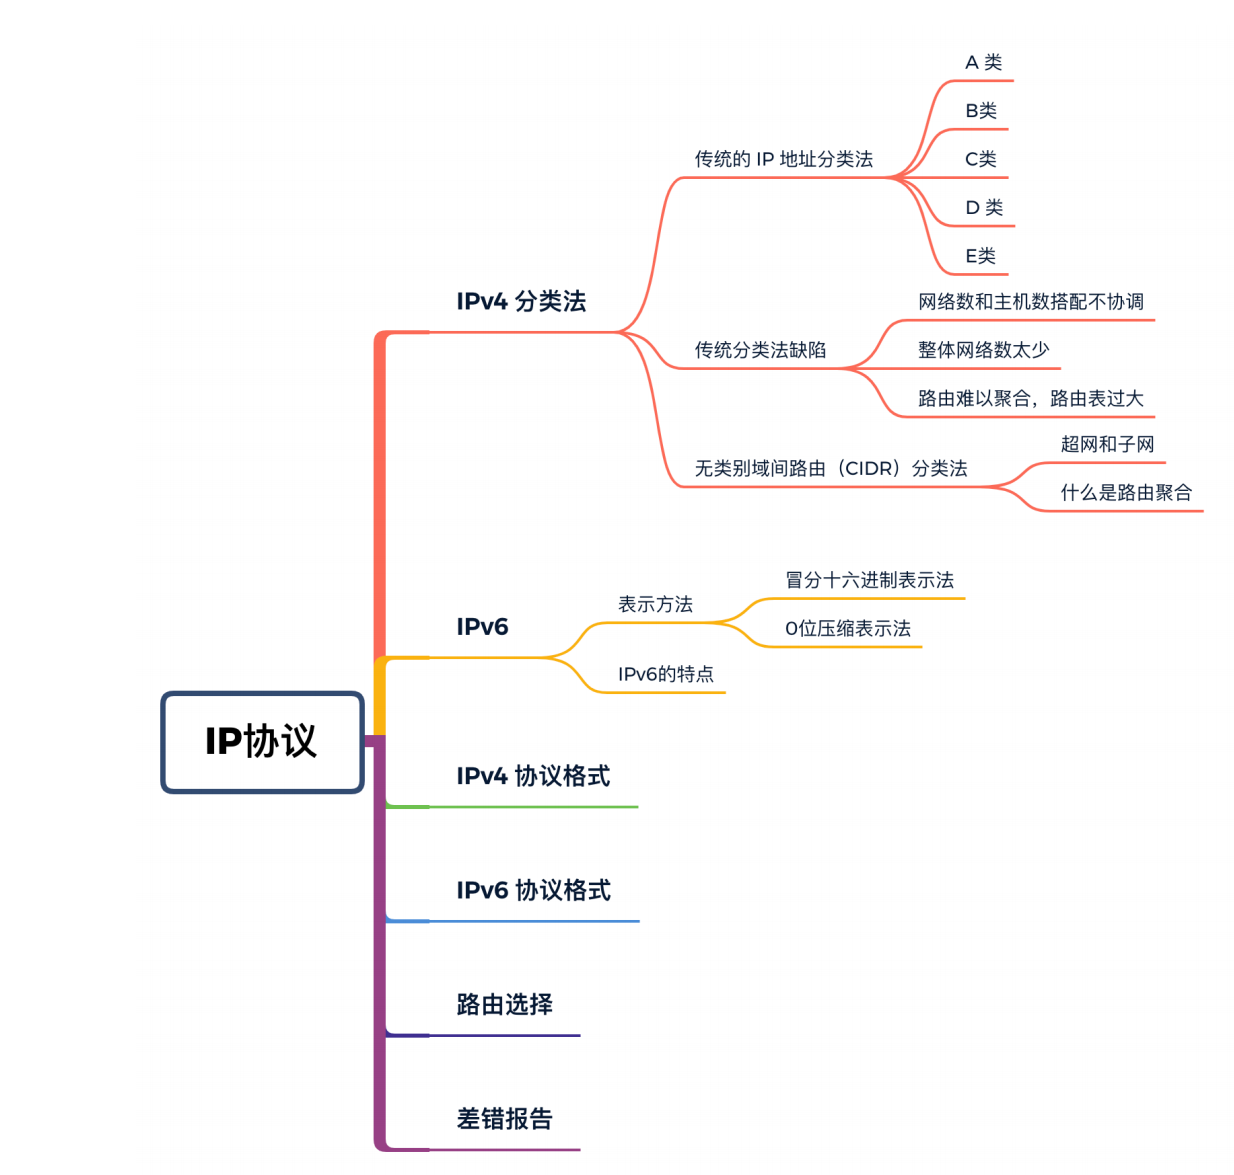 IP协议
IPv4 分类法
传统的 IP 地址分类法
A 类
B类
C类
D 类
E类
传统分类法缺陷
网络数和主机数搭配不协调
整体网络数太少
路由难以聚合，路由表过大
无类别域间路由（CIDR）分类法
超网和子网
什么是路由聚合
IPv6
表示方法
冒分十六进制表示法
0位压缩表示法
IPv6的特点
IPv4 协议格式
IPv6 协议格式
路由选择
差错报告